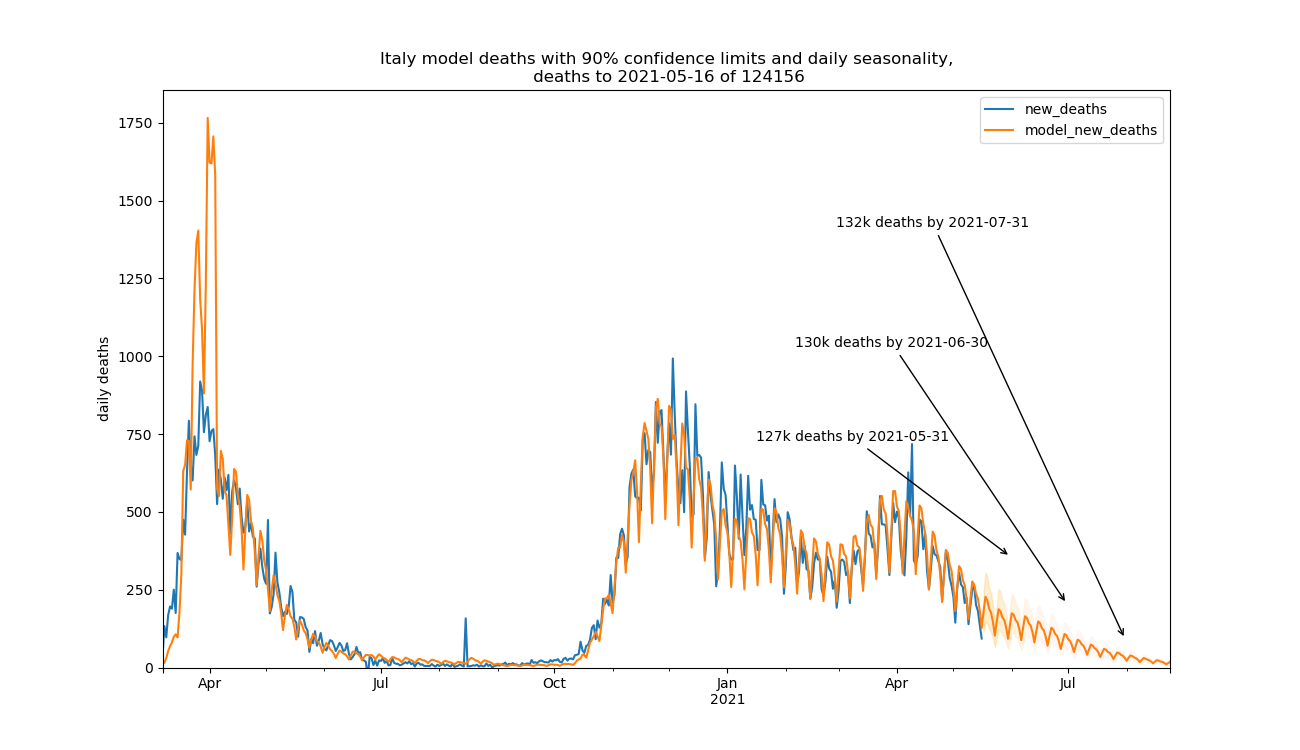 Italy model deaths with 90% confidence limits and daily seasonality,
deaths to 2021-05-16 of 124156
new_deaths
model_new_deaths
1750
1500
1250
1000
750
500
250
0
daily deaths
132k deaths by 2021-07-31
130k deaths by 2021-06-30
127k deaths by 2021-05-31
Apr Jul Oct Jan Apr Jul
2021